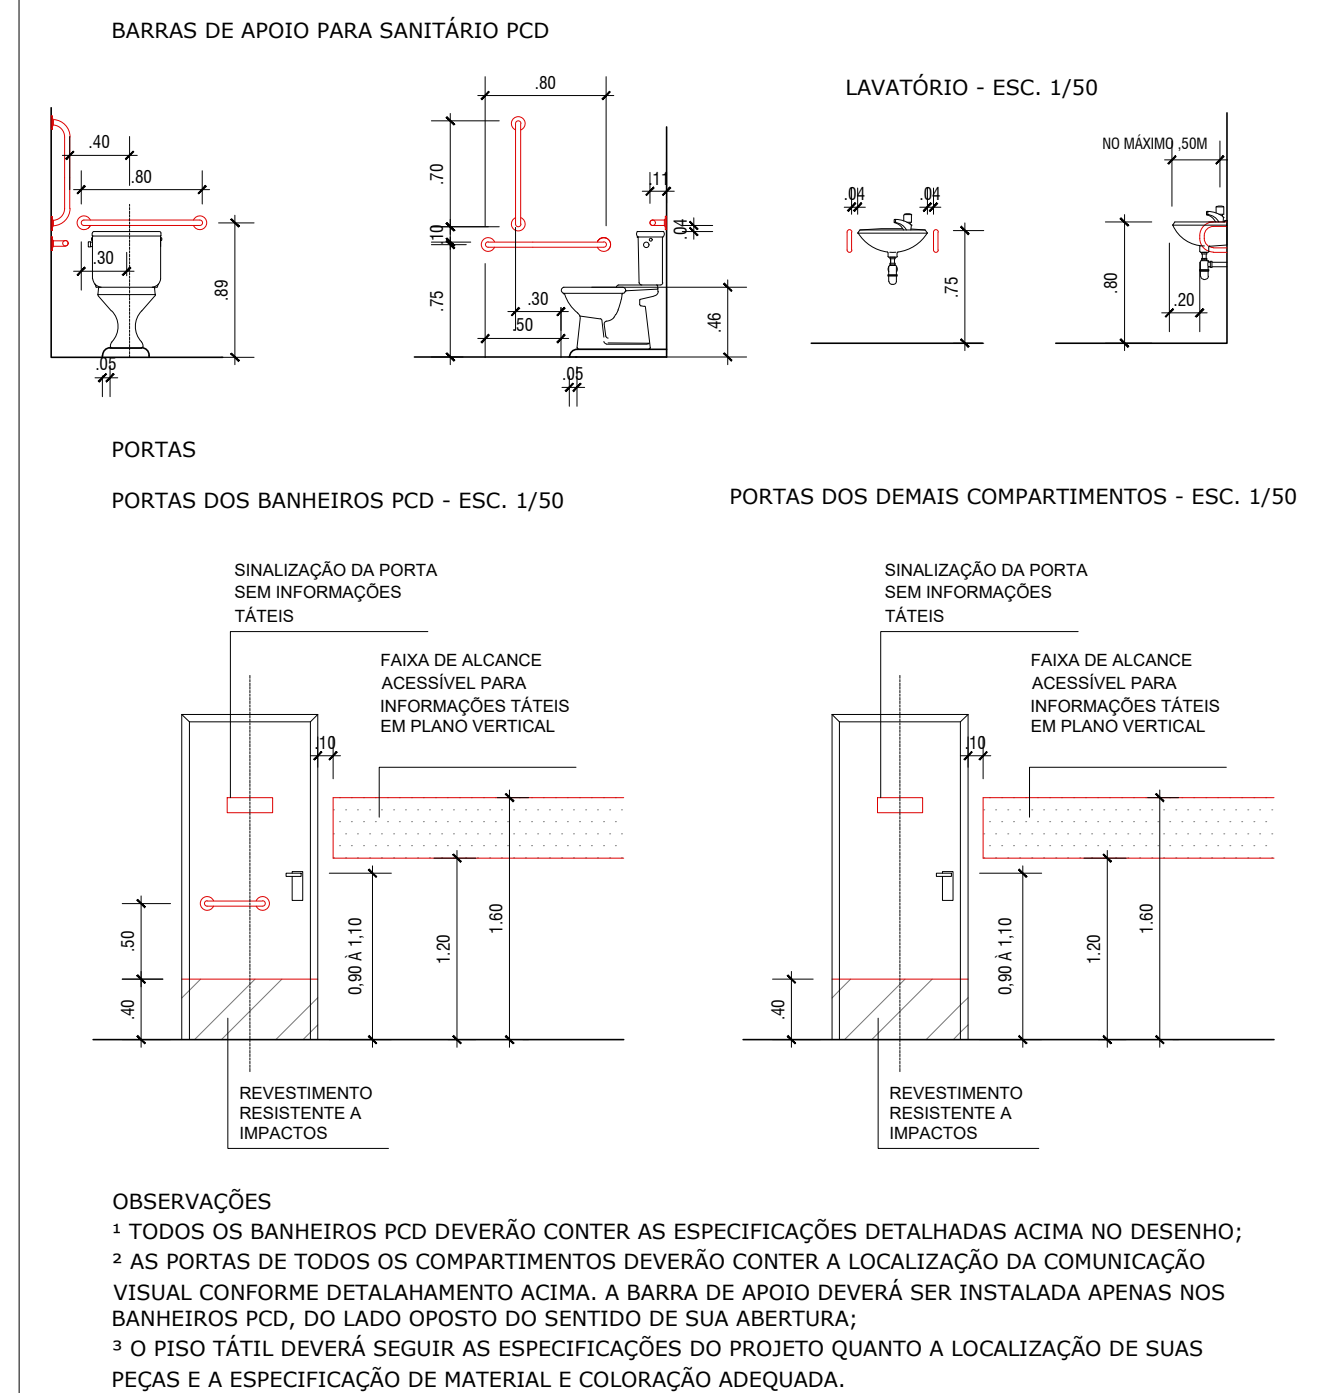 BARRAS DE APOIO PARA SANITÁRIO PCD
LAVATÓRIO - ESC. 1/50
.40
.80
.30
.89
.05
.80
.70
.10
.75
.11
.04
.30
.50
.46
.05
.04
.04
.75
NO MÁXIMO ,50M
.80
.20
PORTAS
PORTAS DOS BANHEIROS PCD - ESC. 1/50
SINALIZAÇÃO DA PORTA
SEM INFORMAÇÕES
TÁTEIS
FAIXA DE ALCANCE
ACESSÍVEL PARA
INFORMAÇÕES TÁTEIS
EM PLANO VERTICAL
.10
.50
.40
0,90 À 1,10
1.20
1.60
REVESTIMENTO
RESISTENTE A
IMPACTOS
PORTAS DOS DEMAIS COMPARTIMENTOS - ESC. 1/50
SINALIZAÇÃO DA PORTA
SEM INFORMAÇÕES
TÁTEIS
FAIXA DE ALCANCE
ACESSÍVEL PARA
INFORMAÇÕES TÁTEIS
EM PLANO VERTICAL
.10
.40
0,90 À 1,10
1.20
1.60
REVESTIMENTO
RESISTENTE A
IMPACTOS
OBSERVAÇÕES
¹ TODOS OS BANHEIROS PCD DEVERÃO CONTER AS ESPECIFICAÇÕES DETALHADAS ACIMA NO DESENHO;
² AS PORTAS DE TODOS OS COMPARTIMENTOS DEVERÃO CONTER A LOCALIZAÇÃO DA COMUNICAÇÃO
VISUAL CONFORME DETALAHAMENTO ACIMA. A BARRA DE APOIO DEVERÁ SER INSTALADA APENAS NOS
BANHEIROS PCD, DO LADO OPOSTO DO SENTIDO DE SUA ABERTURA;
³ O PISO TÁTIL DEVERÁ SEGUIR AS ESPECIFICAÇÕES DO PROJETO QUANTO A LOCALIZAÇÃO DE SUAS
PEÇAS E A ESPECIFICAÇÃO DE MATERIAL E COLORAÇÃO ADEQUADA.